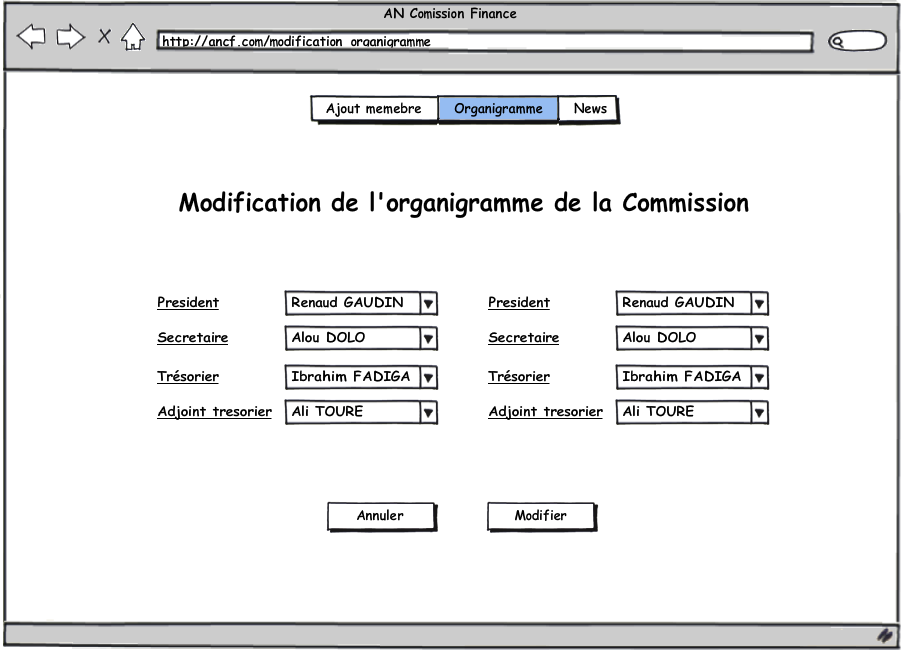 AN Comission Finance
http://ancf.com/modification organigramme
Ajout memebre Organigramme News
Modification de l'organigramme de la Commission
President Renaud GAUDIN President Renaud GAUDIN
Secretaire Alou DOLO Secretaire Alou DOLO
Trésorier Ibrahim FADIGA Trésorier Ibrahim FADIGA
Adjoint tresorier Ali TOURE Adjoint tresorier Ali TOURE
Annuler Modifier